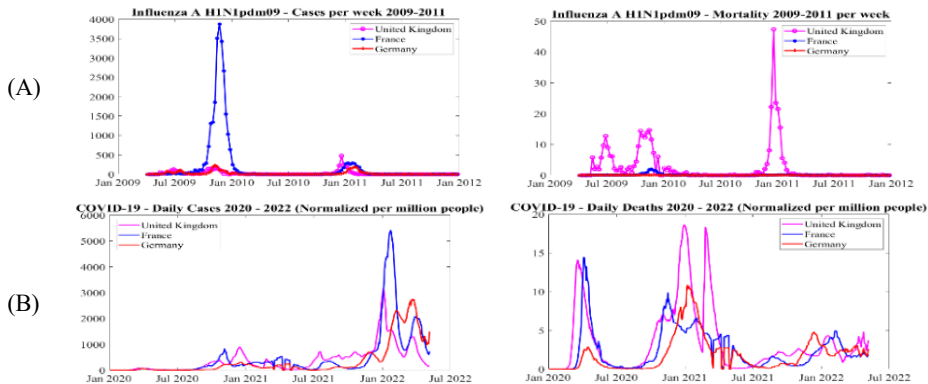 Influenza A H1N1pdm09 - Cases per week 2009-2011
4000
3500
3000
2500
2000
1500
1000
500
0
United Kingdom
France
Germany
Jan 2009
Jul 2009
Jan 2010
Jul 2010
Jan 2011
Jul 2011
Jan 2012
(A)
Influenza A H1N1pdm09 - Mortality 2009-2011 per week
50
40
30
20
10
0
United Kingdom
France
Germany
Jan 2009
Jul 2009
Jan 2010
Jul 2010
Jan 2011
Jul 2011
Jan 2012
COVID-19 - Daily Cases 2020 - 2022 (Normalized per million people)
6000
5000
4000
3000
2000
1000
0
United Kingdom
France
Germany
Jan 2020
Jul 2020
Jan 2021
Jul 2021
Jan 2022
Jul 2022
(B)
COVID-19 - Daily Deaths 2020 - 2022 (Normalized per million people)
20
15
10
5
0
United Kingdom
France
Germany
Jan 2020
Jul 2020
Jan 2021
Jul 2021
Jan 2022
Jul 2022